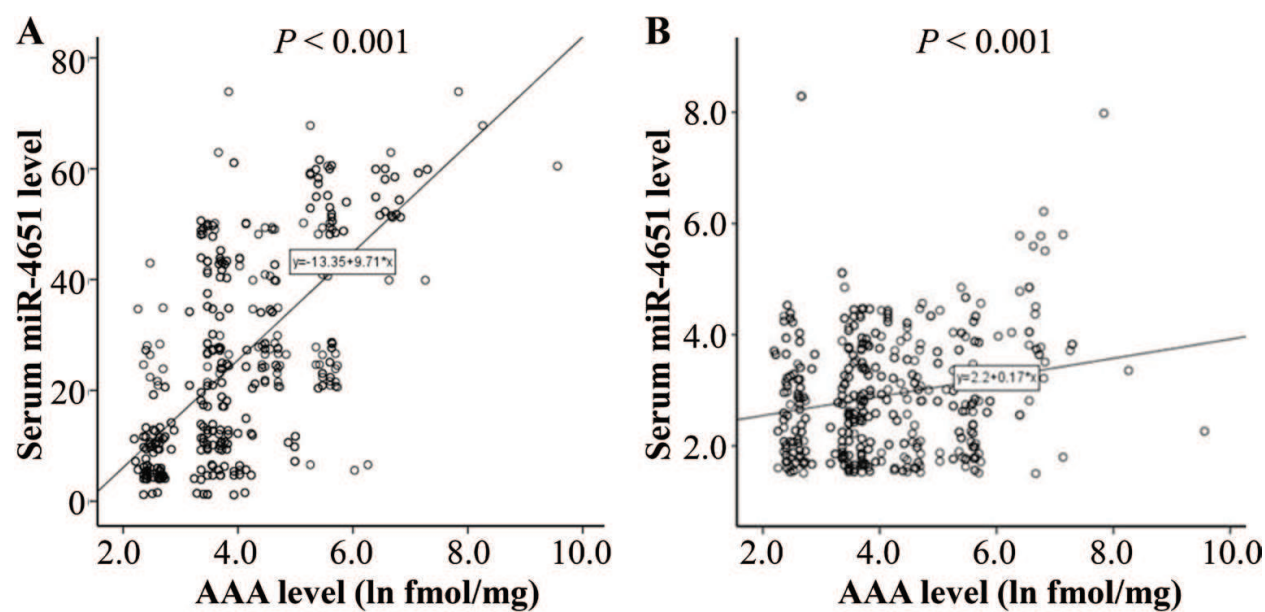 A
P < 0.001
Serum miR-4651 level
80
60
40
20
0
y=-13.35+9.71*x
2.0 4.0 6.0 8.0 10.0
AAA level (ln fmol/mg)
B
P < 0.001
Serum miR-4651 level
8.0
6.0
4.0
2.0
y=2.2+0.17*x
2.0 4.0 6.0 8.0 10.0
AAA level (ln fmol/mg)